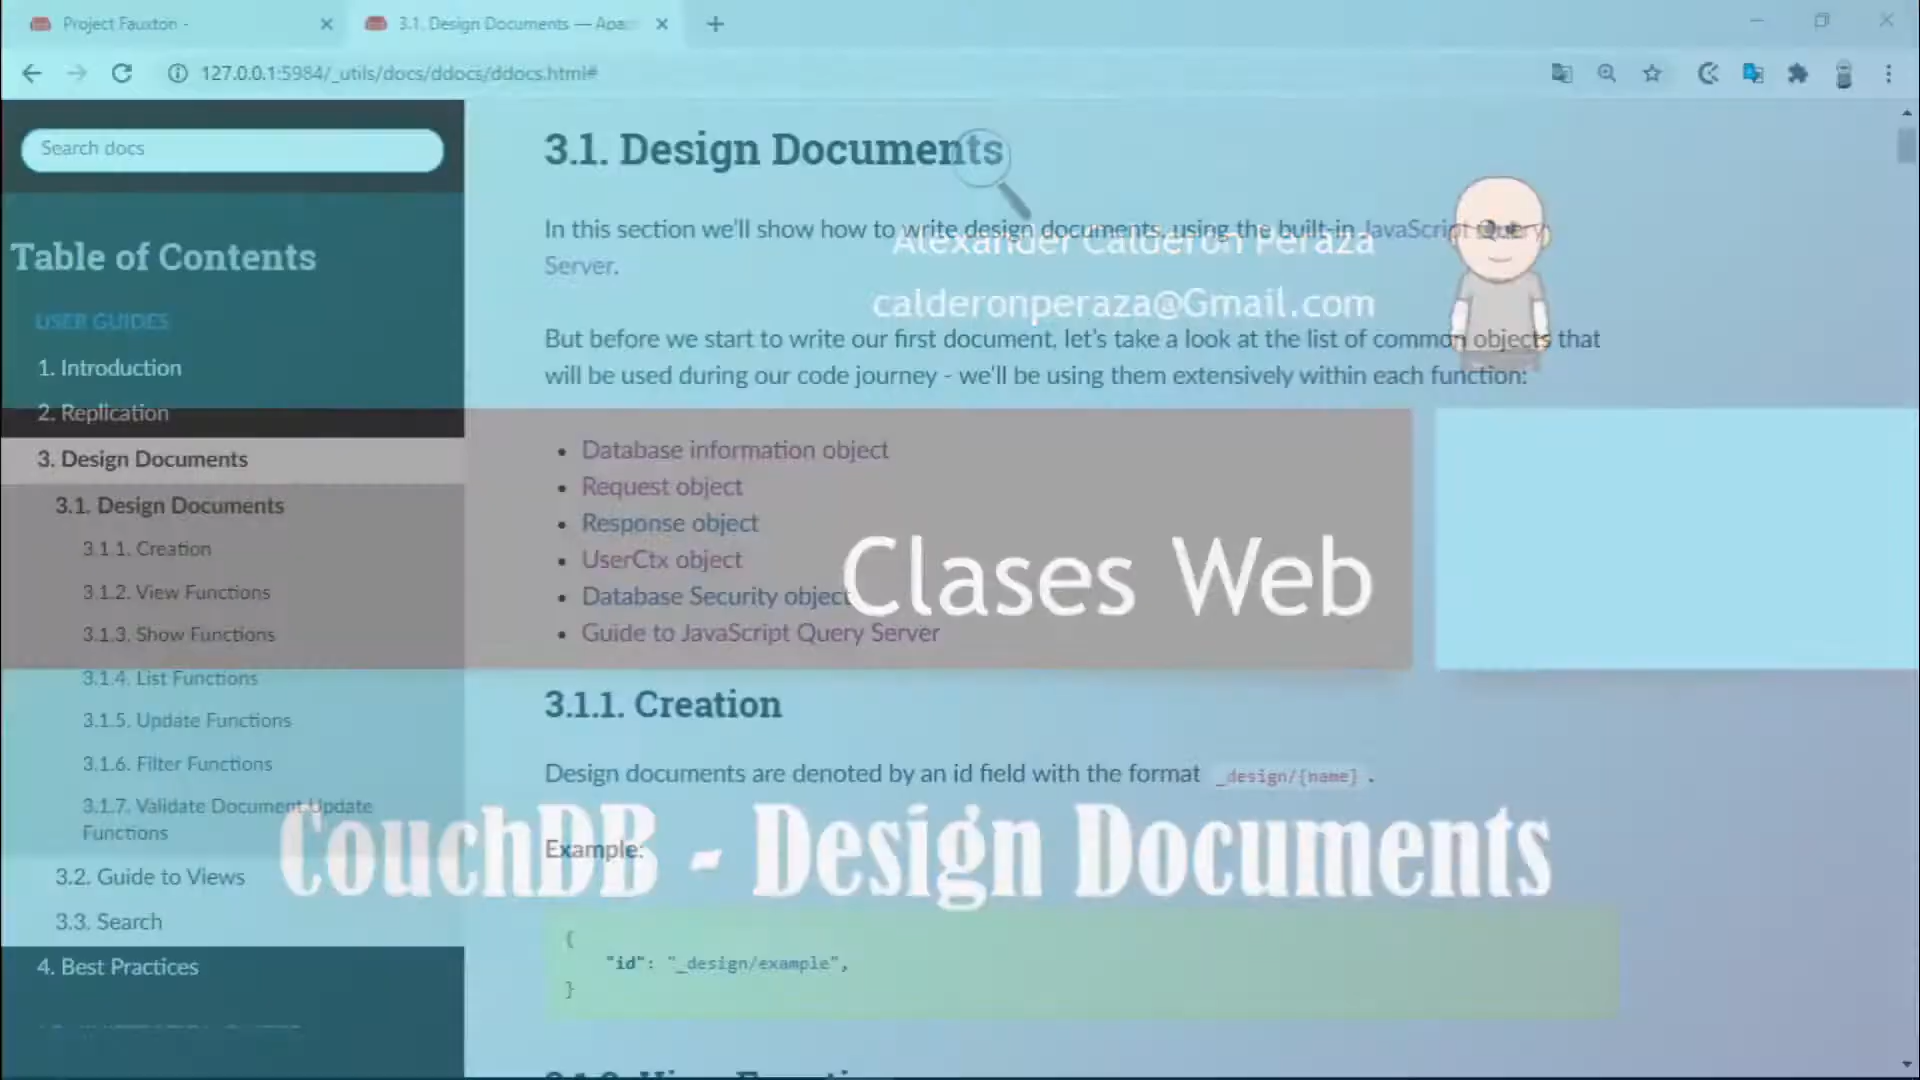 Project Fauxton -
3.1. Design Documents — Apac
127.0.0.1:5984/_utils/docs/ddocs/ddocs.html#
Search docs
Table of Contents
USER GUIDES
1. Introduction
2. Replication
3. Design Documents
3.1. Design Documents
3.1.1. Creation
3.1.2. View Functions
3.1.3. Show Functions
3.1.4. List Functions
3.1.5. Update Functions
3.1.6. Filter Functions
3.1.7. Validate Document Update
Functions
3.2. Guide to Views
3.3. Search
4. Best Practices
3.1. Design Documents
In this section we'll show how to write design documents, using the built-in JavaScript Query
Server.
Alexander Calderon Peraza
calderonperaza@Gmail.com
But before we start to write our first document, let's take a look at the list of common objects that
will be used during our code journey - we'll be using them extensively within each function:
• Database information object
• Request object
• Response object
• UserCtx object
• Database Security object
• Guide to JavaScript Query Server
Clases Web
3.1.1. Creation
Design documents are denoted by an id field with the format _design/{name} .
CouchDB - Design Documents
Example:
{
"id": "_design/example",
}